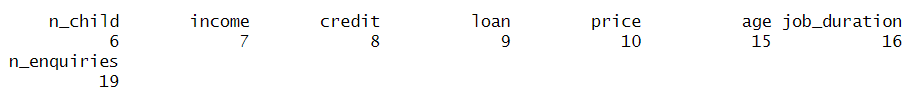 n_child income credit loan price age job_duration
6 7 8 9 10 15 16
n_enquiries
19